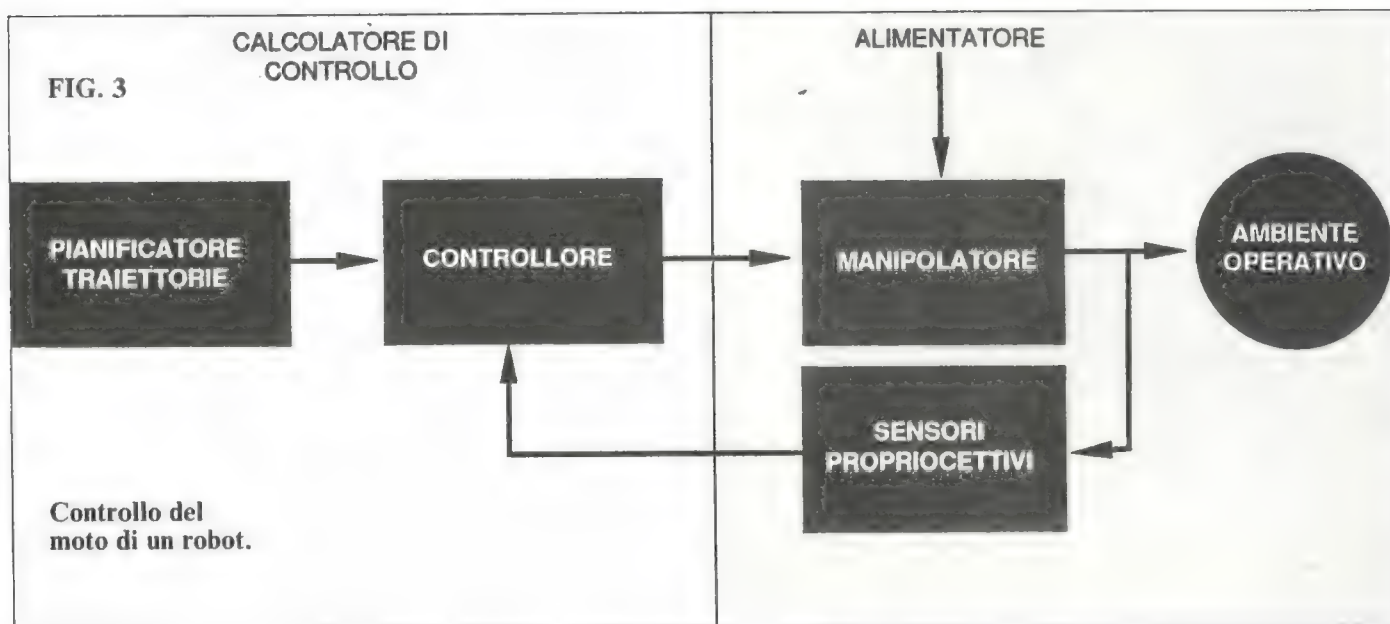 CALCOLATORE DI
CONTROLLO
FIG. 3
ALIMENTATORE
PIANIFICATORE
TRAIETTORIE
CONTROLLORE
MANIPOLATORE
AMBIENTE
OPERATIVO
SENSORI
PROPRIOCETTIVI
Controllo del
moto di un robot.